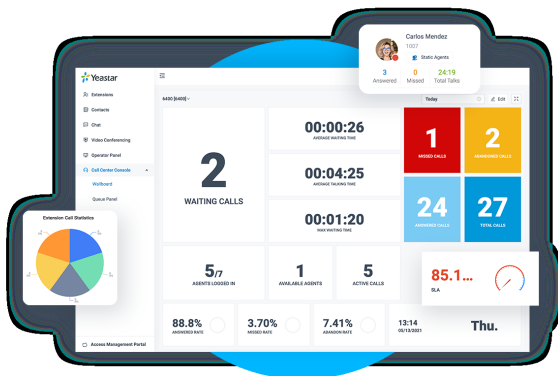 Carlos Mendez
1007
Static Agents
3
0
24:19
Answered
Missed
Total Talks
Yeastar
Extensions
Contacts
Chat
Video Conferencing
Operator Panel
Call Center Console
Wallboard
Queue Panel
Access Management Portal
6400 [6400]
Today
Edit
2
WAITING CALLS
00:00:26
AVERAGE WAITING TIME
00:04:25
AVERAGE TALKING TIME
00:01:20
MAX WAITING TIME
1
MISSED CALLS
2
ABANDONED CALLS
24
ANSWERED CALLS
27
TOTAL CALLS
5/7
AGENTS LOGGED IN
1
AVAILABLE AGENTS
5
ACTIVE CALLS
85.1...
SLA
88.8%
ANSWERED RATE
3.70%
MISSED RATE
7.41%
ABANDON RATE
13:14
05/13/2021
Thu.
Extension Call Statistics